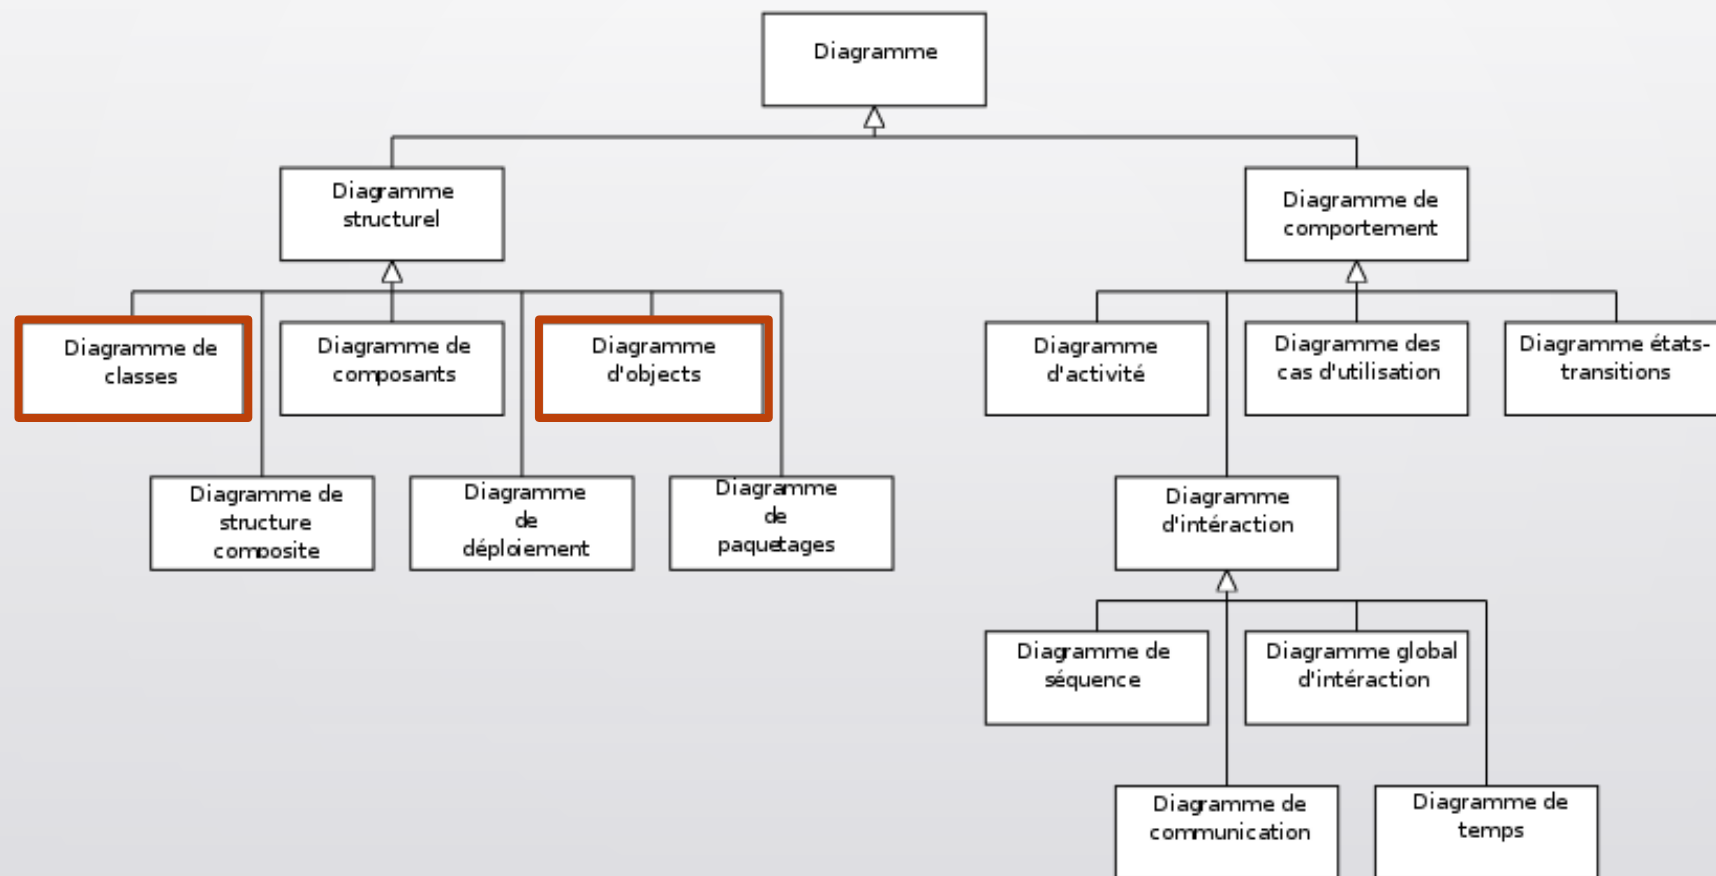 Diagramme
Diagramme
structurel
Diagramme de
comportement
Diagramme de
classes
Diagramme de
composants
Diagramme
d'objects
Diagramme
d'activité
Diagramme des
cas d'utilisation
Diagramme états-
transitions
Diagramme de
structure
composite
Diagramme
de
déploiement
Diagramme
de
paquetages
Diagramme
d'intéraction
Diagramme de
séquence
Diagramme global
d'intéraction
Diagramme de
communication
Diagramme de
temps